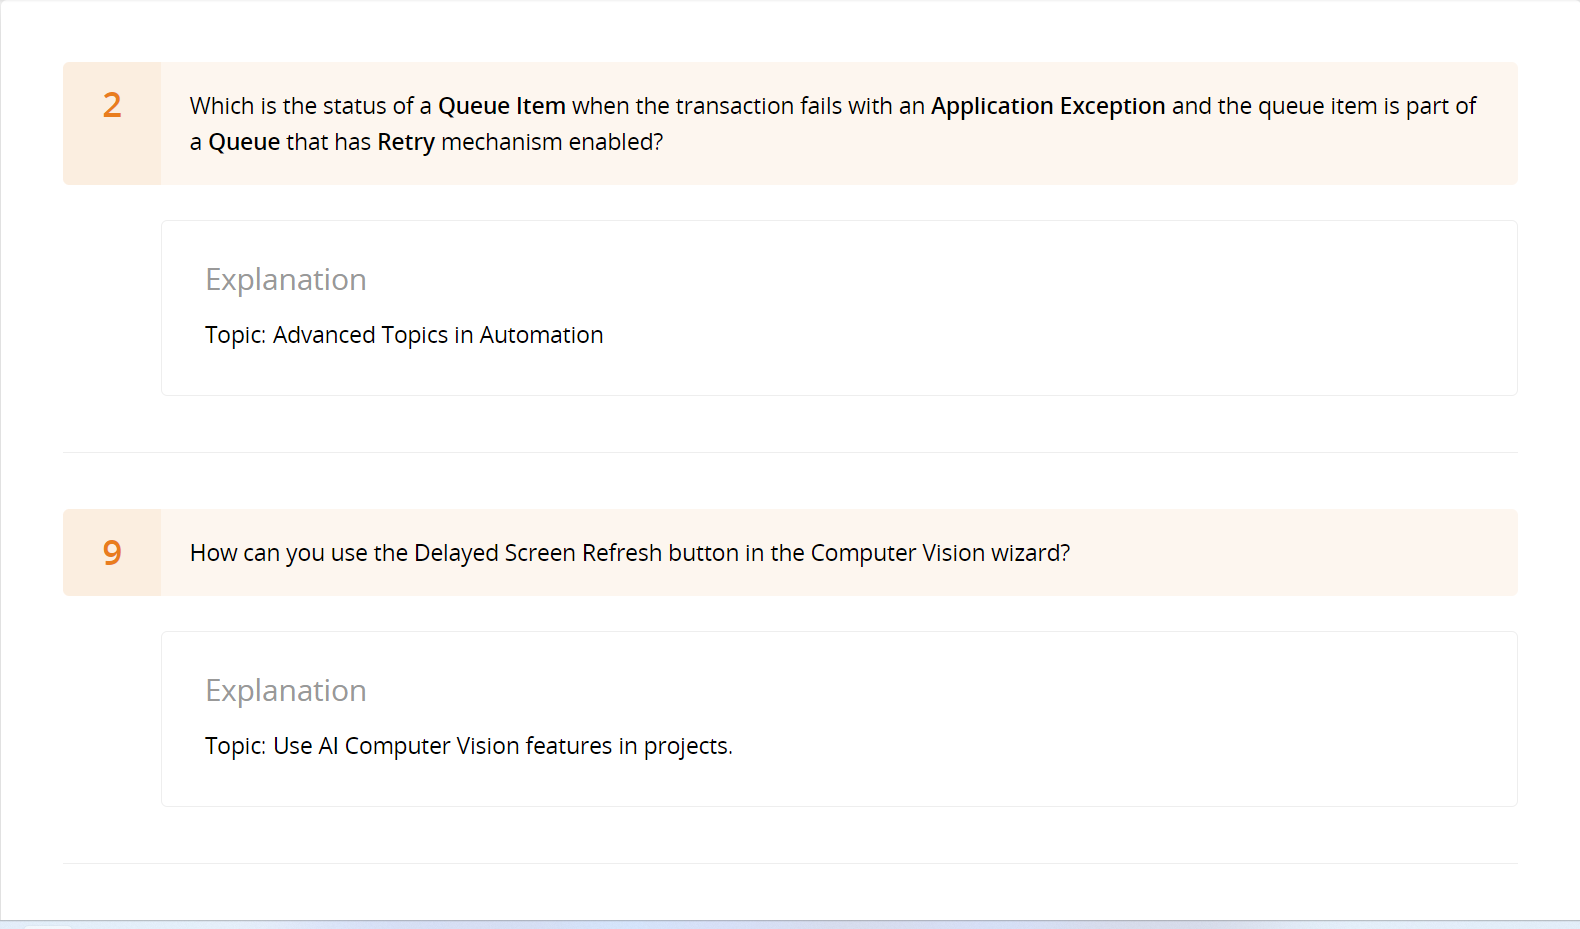 2
Which is the status of a Queue Item when the transaction fails with an Application Exception and the queue item is part of
a Queue that has Retry mechanism enabled?
Explanation
Topic: Advanced Topics in Automation
9
How can you use the Delayed Screen Refresh button in the Computer Vision wizard?
Explanation
Topic: Use AI Computer Vision features in projects.